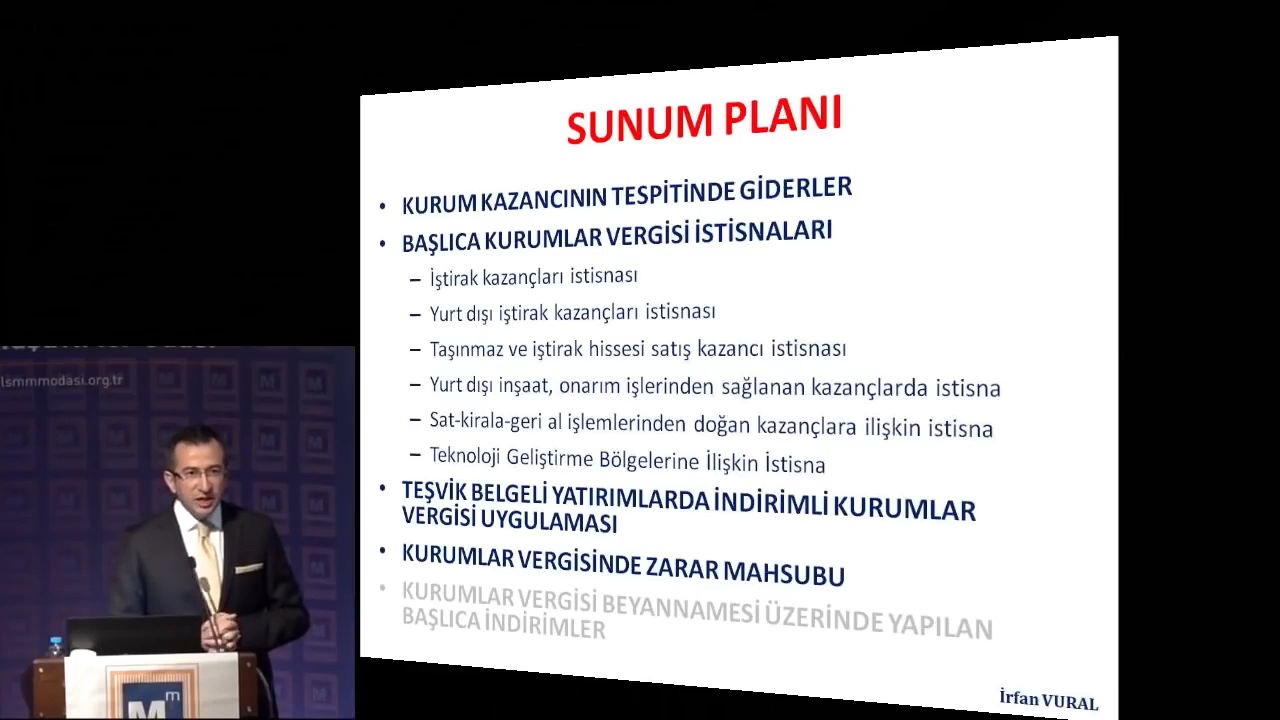 SUNUM PLANI
• KURUM KAZANCININ TESPİTİNDE GİDERLER
• BAŞLICA KURUMLAR VERGİSİ İSTİSNALARI
– İştirak kazançları istisnası
– Yurt dışı iştirak kazançları istisnası
– Taşınmaz ve iştirak hissesi satış kazancı istisnası
– Yurt dışı inşaat, onarım işlerinden sağlanan kazançlarda istisna
– Sat-kirala-geri al işlemlerinden doğan kazançlara ilişkin istisna
– Teknoloji Geliştirme Bölgelerine İlişkin İstisna
• TEŞVİK BELGELİ YATIRIMLARDA İNDİRİMLİ KURUMLAR
VERGİSİ UYGULAMASI
• KURUMLAR VERGİSİNDE ZARAR MAHSUBU
• KURUMLAR VERGİSİ BEYANNAMESİ ÜZERİNDE YAPILAN
BAŞLICA İNDİRİMLER
İrfan VURAL
lsmmmodasi.org.tr
M m